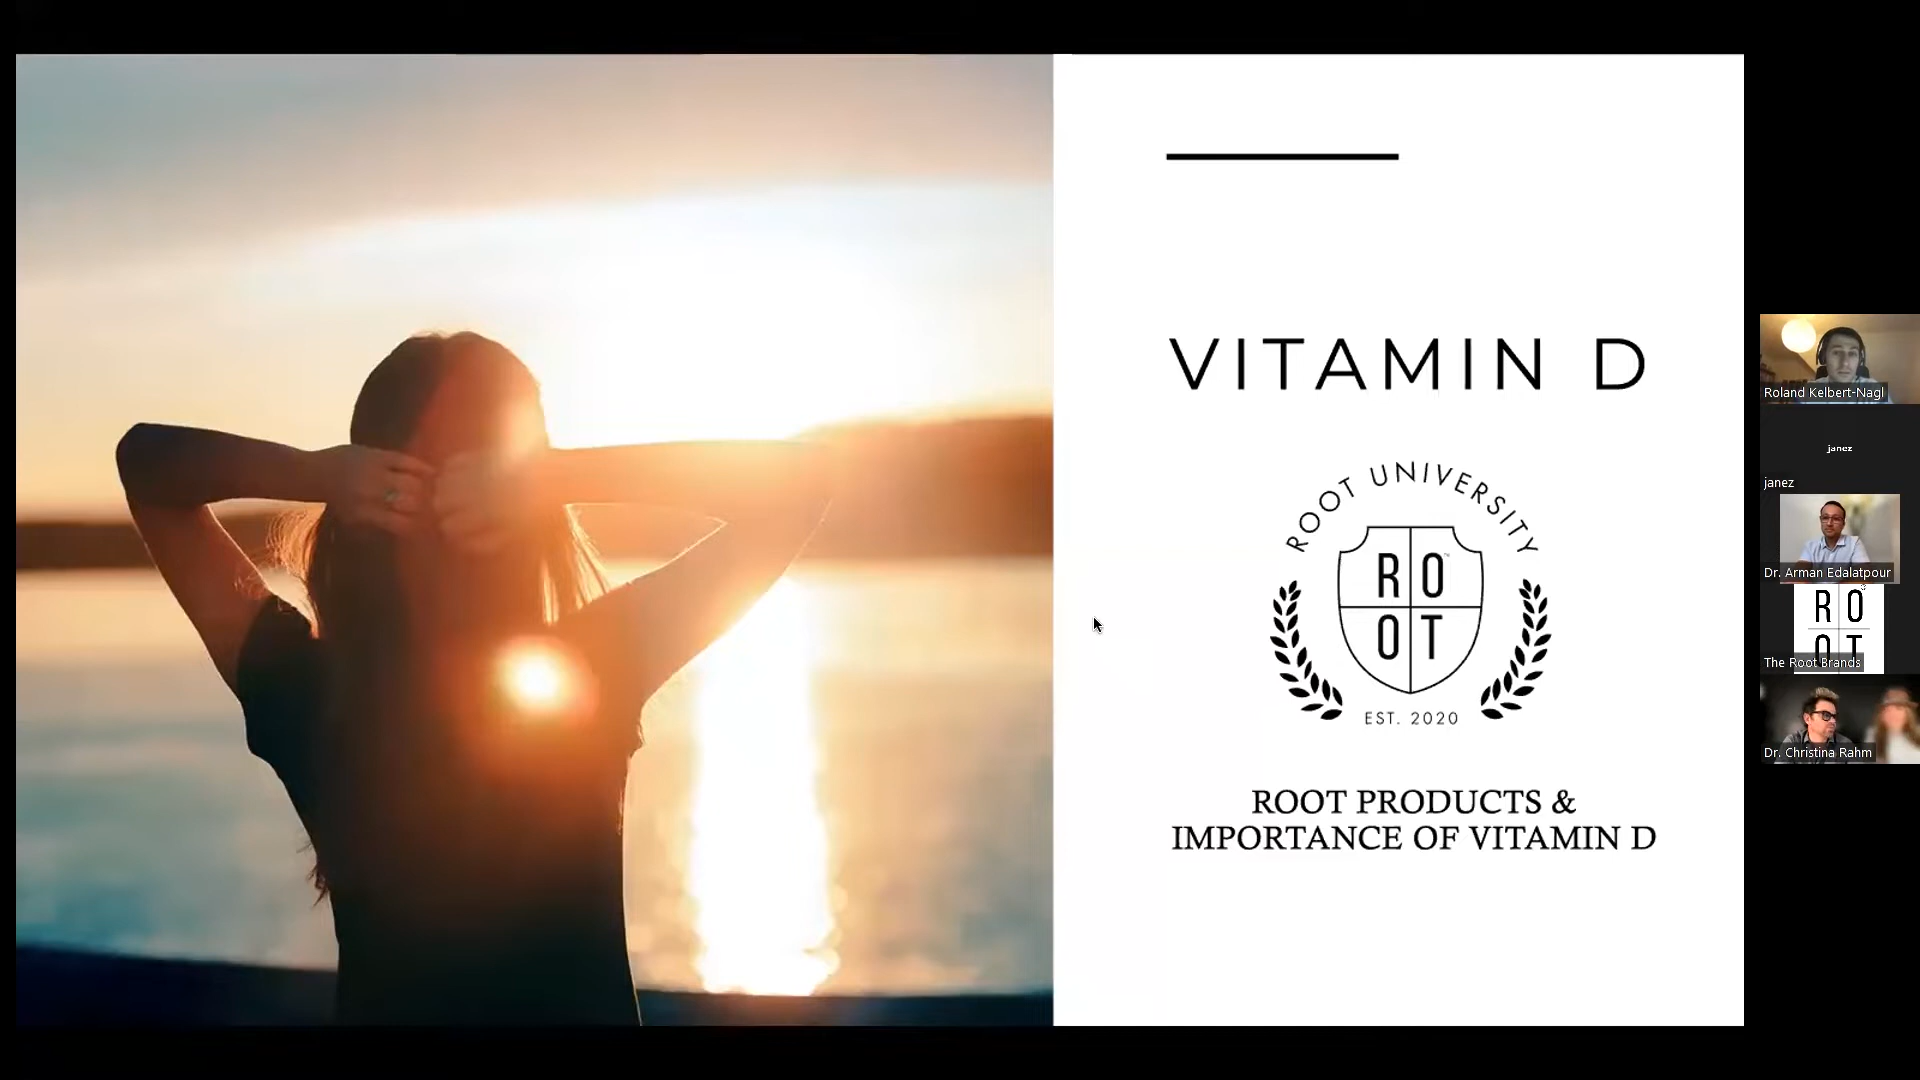 VITAMIN D
ROOT UNIVERSITY
RO™
OT
EST. 2020
ROOT PRODUCTS &
IMPORTANCE OF VITAMIN D
Roland Kelbert-Nagl
janez
janez
Dr. Arman Edalatpour
RO
OT
The Root Brands
Dr. Christina Rahm